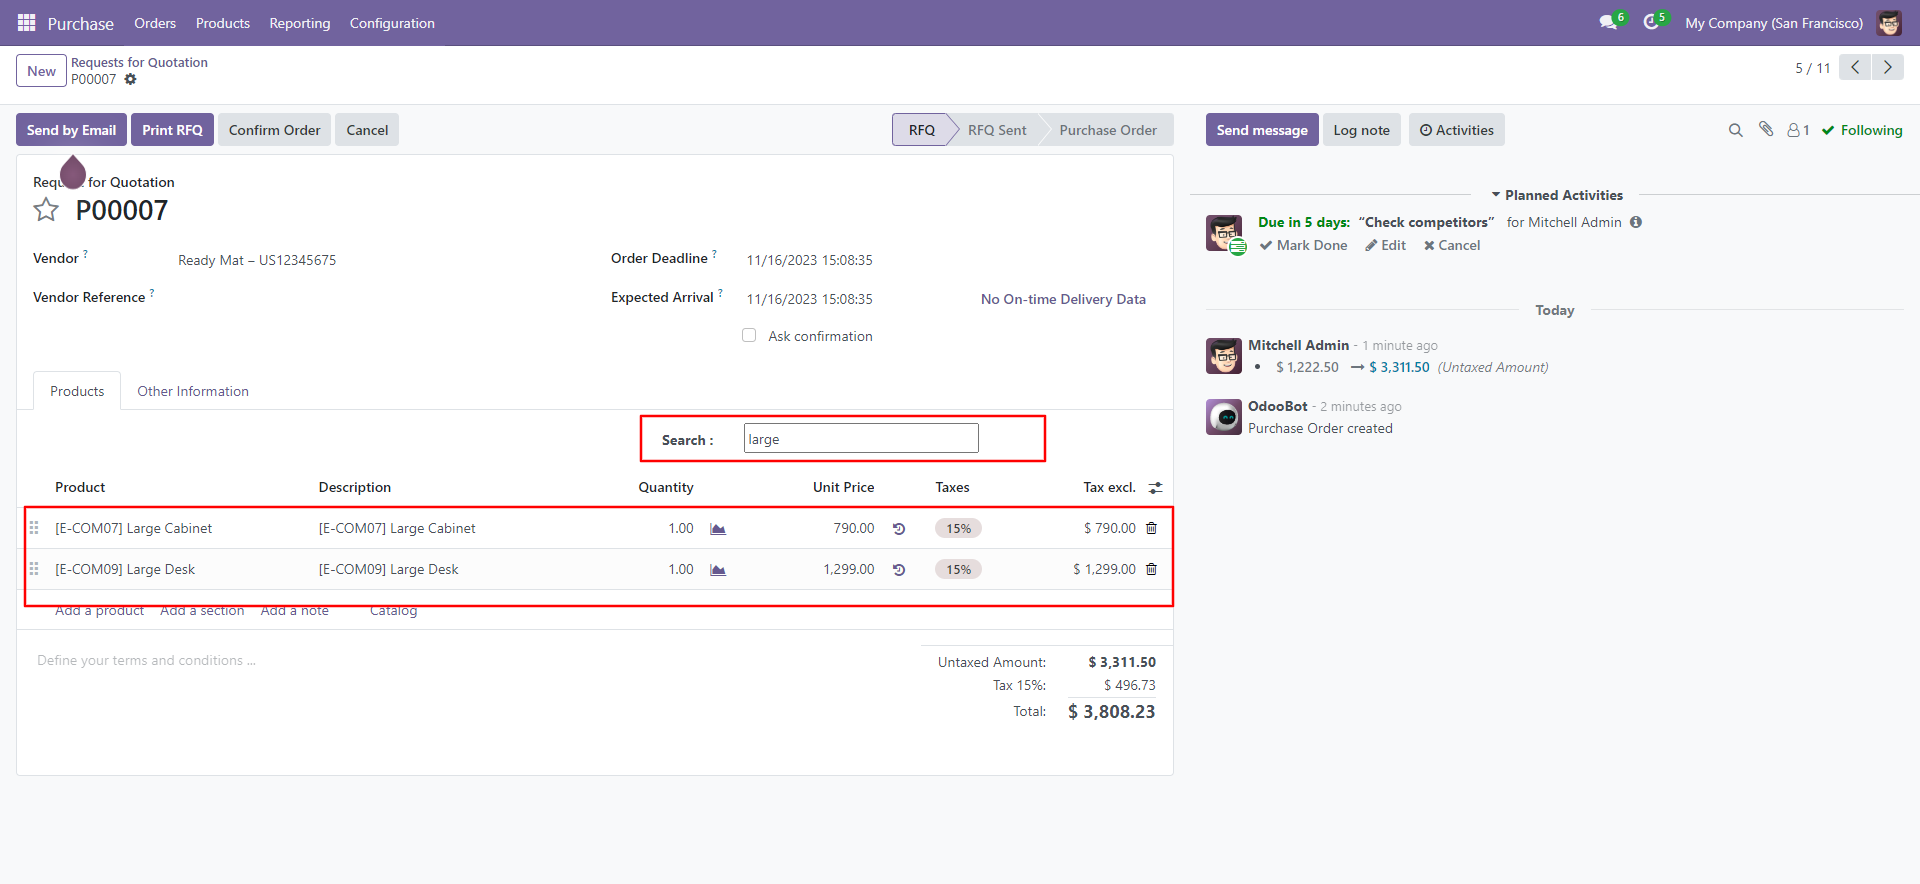 Purchase Orders Products Reporting Configuration 6 5 My Company (San Francisco)
New Requests for Quotation
P00007
5 / 11
Send by Email Print RFQ Confirm Order Cancel RFQ RFQ Sent Purchase Order Send message Log note Activities 1 Following
for Quotation
P00007
Vendor ? Ready Mat – US12345675 Order Deadline ? 11/16/2023 15:08:35
Vendor Reference ? Expected Arrival ? 11/16/2023 15:08:35 No On-time Delivery Data
Ask confirmation
Products Other Information
Search : large
Product Description Quantity Unit Price Taxes Tax excl.
[E-COM07] Large Cabinet [E-COM07] Large Cabinet 1.00 790.00 15% $ 790.00
[E-COM09] Large Desk [E-COM09] Large Desk 1.00 1,299.00 15% $ 1,299.00
Add a product Add a section Add a note Catalog
Define your terms and conditions ...
Untaxed Amount: $ 3,311.50
Tax 15%: $ 496.73
Total: $ 3,808.23
Planned Activities
Due in 5 days: “Check competitors” for Mitchell Admin
Mark Done Edit Cancel
Today
Mitchell Admin - 1 minute ago
• $ 1,222.50 → $ 3,311.50 (Untaxed Amount)
OdooBot - 2 minutes ago
Purchase Order created